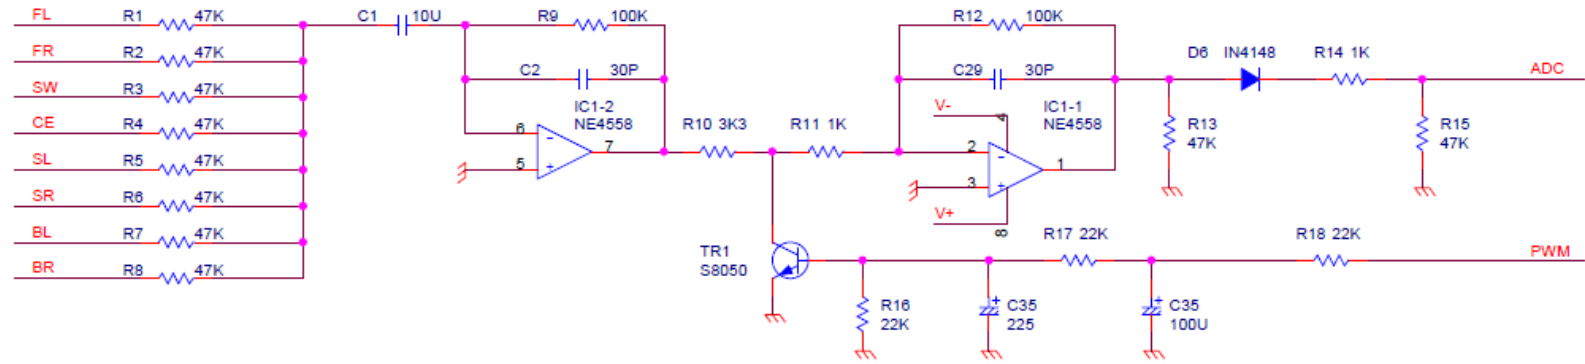 FL R1 47K C1 10U R9 100K R12 100K
FR R2 47K D6 IN4148 R14 1K
SW R3 47K C2 30P C29 30P ADC
CE R4 47K IC1-2 NE4558 V- 4 IC1-1 NE4558 R13 47K R15 47K
6 7 R10 3K3 R11 1K 2 1
SL R5 47K 5 3
SR R6 47K V+ 8
BL R7 47K TR1 S8050 R17 22K R18 22K PWM
BR R8 47K
R16 22K C35 225 C35 100U
- + - + + +